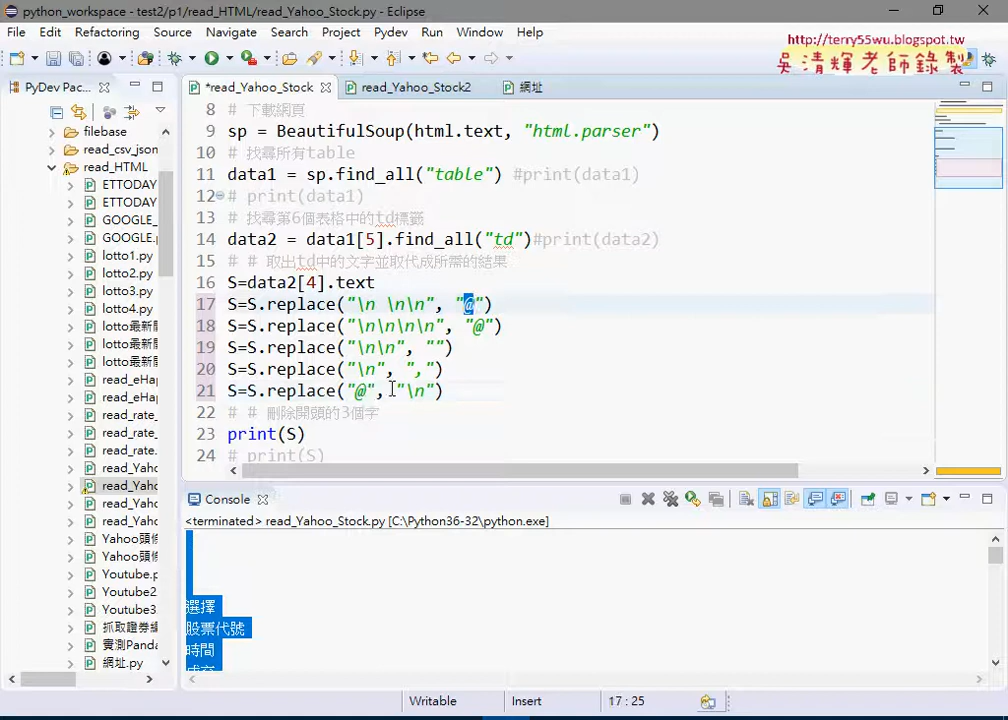 python_workspace - test2/p1/read_HTML/read_Yahoo_Stock.py - Eclipse
File Edit Refactoring Source Navigate Search Project Pydev Run Window Help
http://terry55wu.blogspot.tw
吳清輝老師錄製
PyDev Pac...
*read_Yahoo_Stock
read_Yahoo_Stock2
網址
filebase
read_csv_json
read_HTML
ETTODAY
ETTODAY
GOOGLE_
GOOGLE.p
lotto1.py
lotto2.py
lotto3.py
lotto最新開
lotto最新開
lotto最新開
read_eHap
read_rate_
read_rate_
read_rate.
read_Yaho
read_Yaho
read_Yaho
read_Yaho
Yahoo頭條
Yahoo頭條
Youtube.p
Youtube2
Youtube3.
抓取證券網
實測Panda
網址.py
8 # 下載網頁
9 sp = BeautifulSoup(html.text, "html.parser")
10 # 找尋所有table
11 data1 = sp.find_all("table") #print(data1)
12 # print(data1)
13 # 找尋第6個表格中的td標籤
14 data2 = data1[5].find_all("td")#print(data2)
15 # # 取出td中的文字並取代成所需的結果
16 S=data2[4].text
17 S=S.replace("\n \n\n", "@")
18 S=S.replace("\n\n\n\n", "@")
19 S=S.replace("\n\n", "")
20 S=S.replace("\n", ",")
21 S=S.replace("@", "\n")
22 # # 刪除開頭的3個字
23 print(S)
24 # print(S)
Console
<terminated> read_Yahoo_Stock.py [C:\Python36-32\python.exe]
選擇
股票代號
時間
Writable Insert 17 : 25